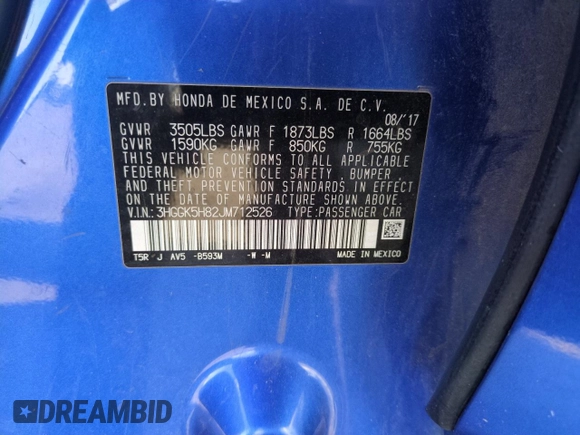 MFD.BY HONDA DE MEXICO S.A. DE C.V.
08/'17
GVWR 3505LBS GAWR F 1873LBS R 1664LBS
GVWR 1590KG GAWR F 850KG R 755KG
THIS VEHICLE CONFORMS TO ALL APPLICABLE
FEDERAL MOTOR VEHICLE SAFETY, BUMPER,
AND THEFT PREVENTION STANDARDS IN EFFECT
ON THE DATE OF MANUFACTURE SHOWN ABOVE.
V.I.N.: 3HGGK5H82JM712526 TYPE:PASSENGER CAR
T5R J AV5 -B593M -W -M MADE IN MEXICO
DREAMBID